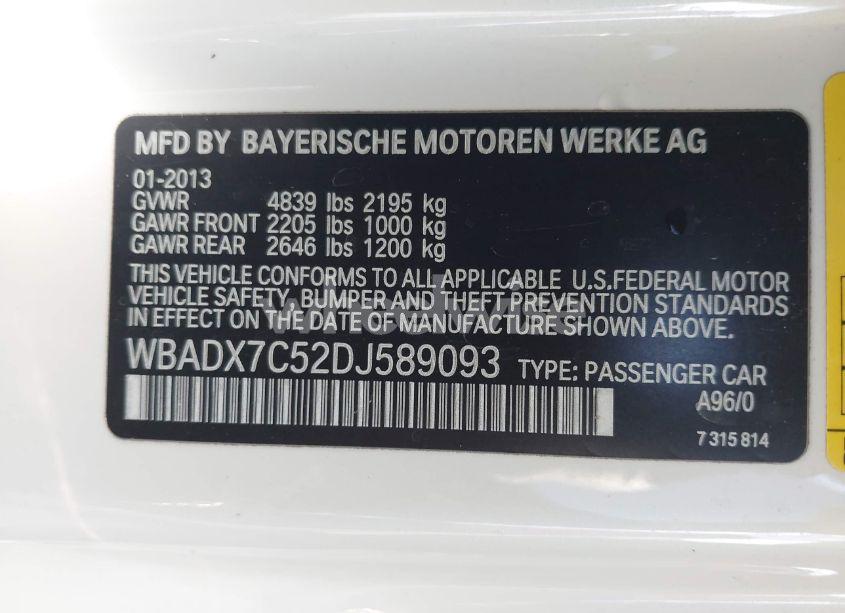 MFD BY BAYERISCHE MOTOREN WERKE AG
01-2013
GVWR 4839 lbs 2195 kg
GAWR FRONT 2205 lbs 1000 kg
GAWR REAR 2646 lbs 1200 kg
THIS VEHICLE CONFORMS TO ALL APPLICABLE U.S.FEDERAL MOTOR
VEHICLE SAFETY, BUMPER AND THEFT PREVENTION STANDARDS
IN EFFECT ON DATE OF MANUFACTURE SHOWN ABOVE.
WBADX7C52DJ589093 TYPE: PASSENGER CAR
A96/0
7 315 814